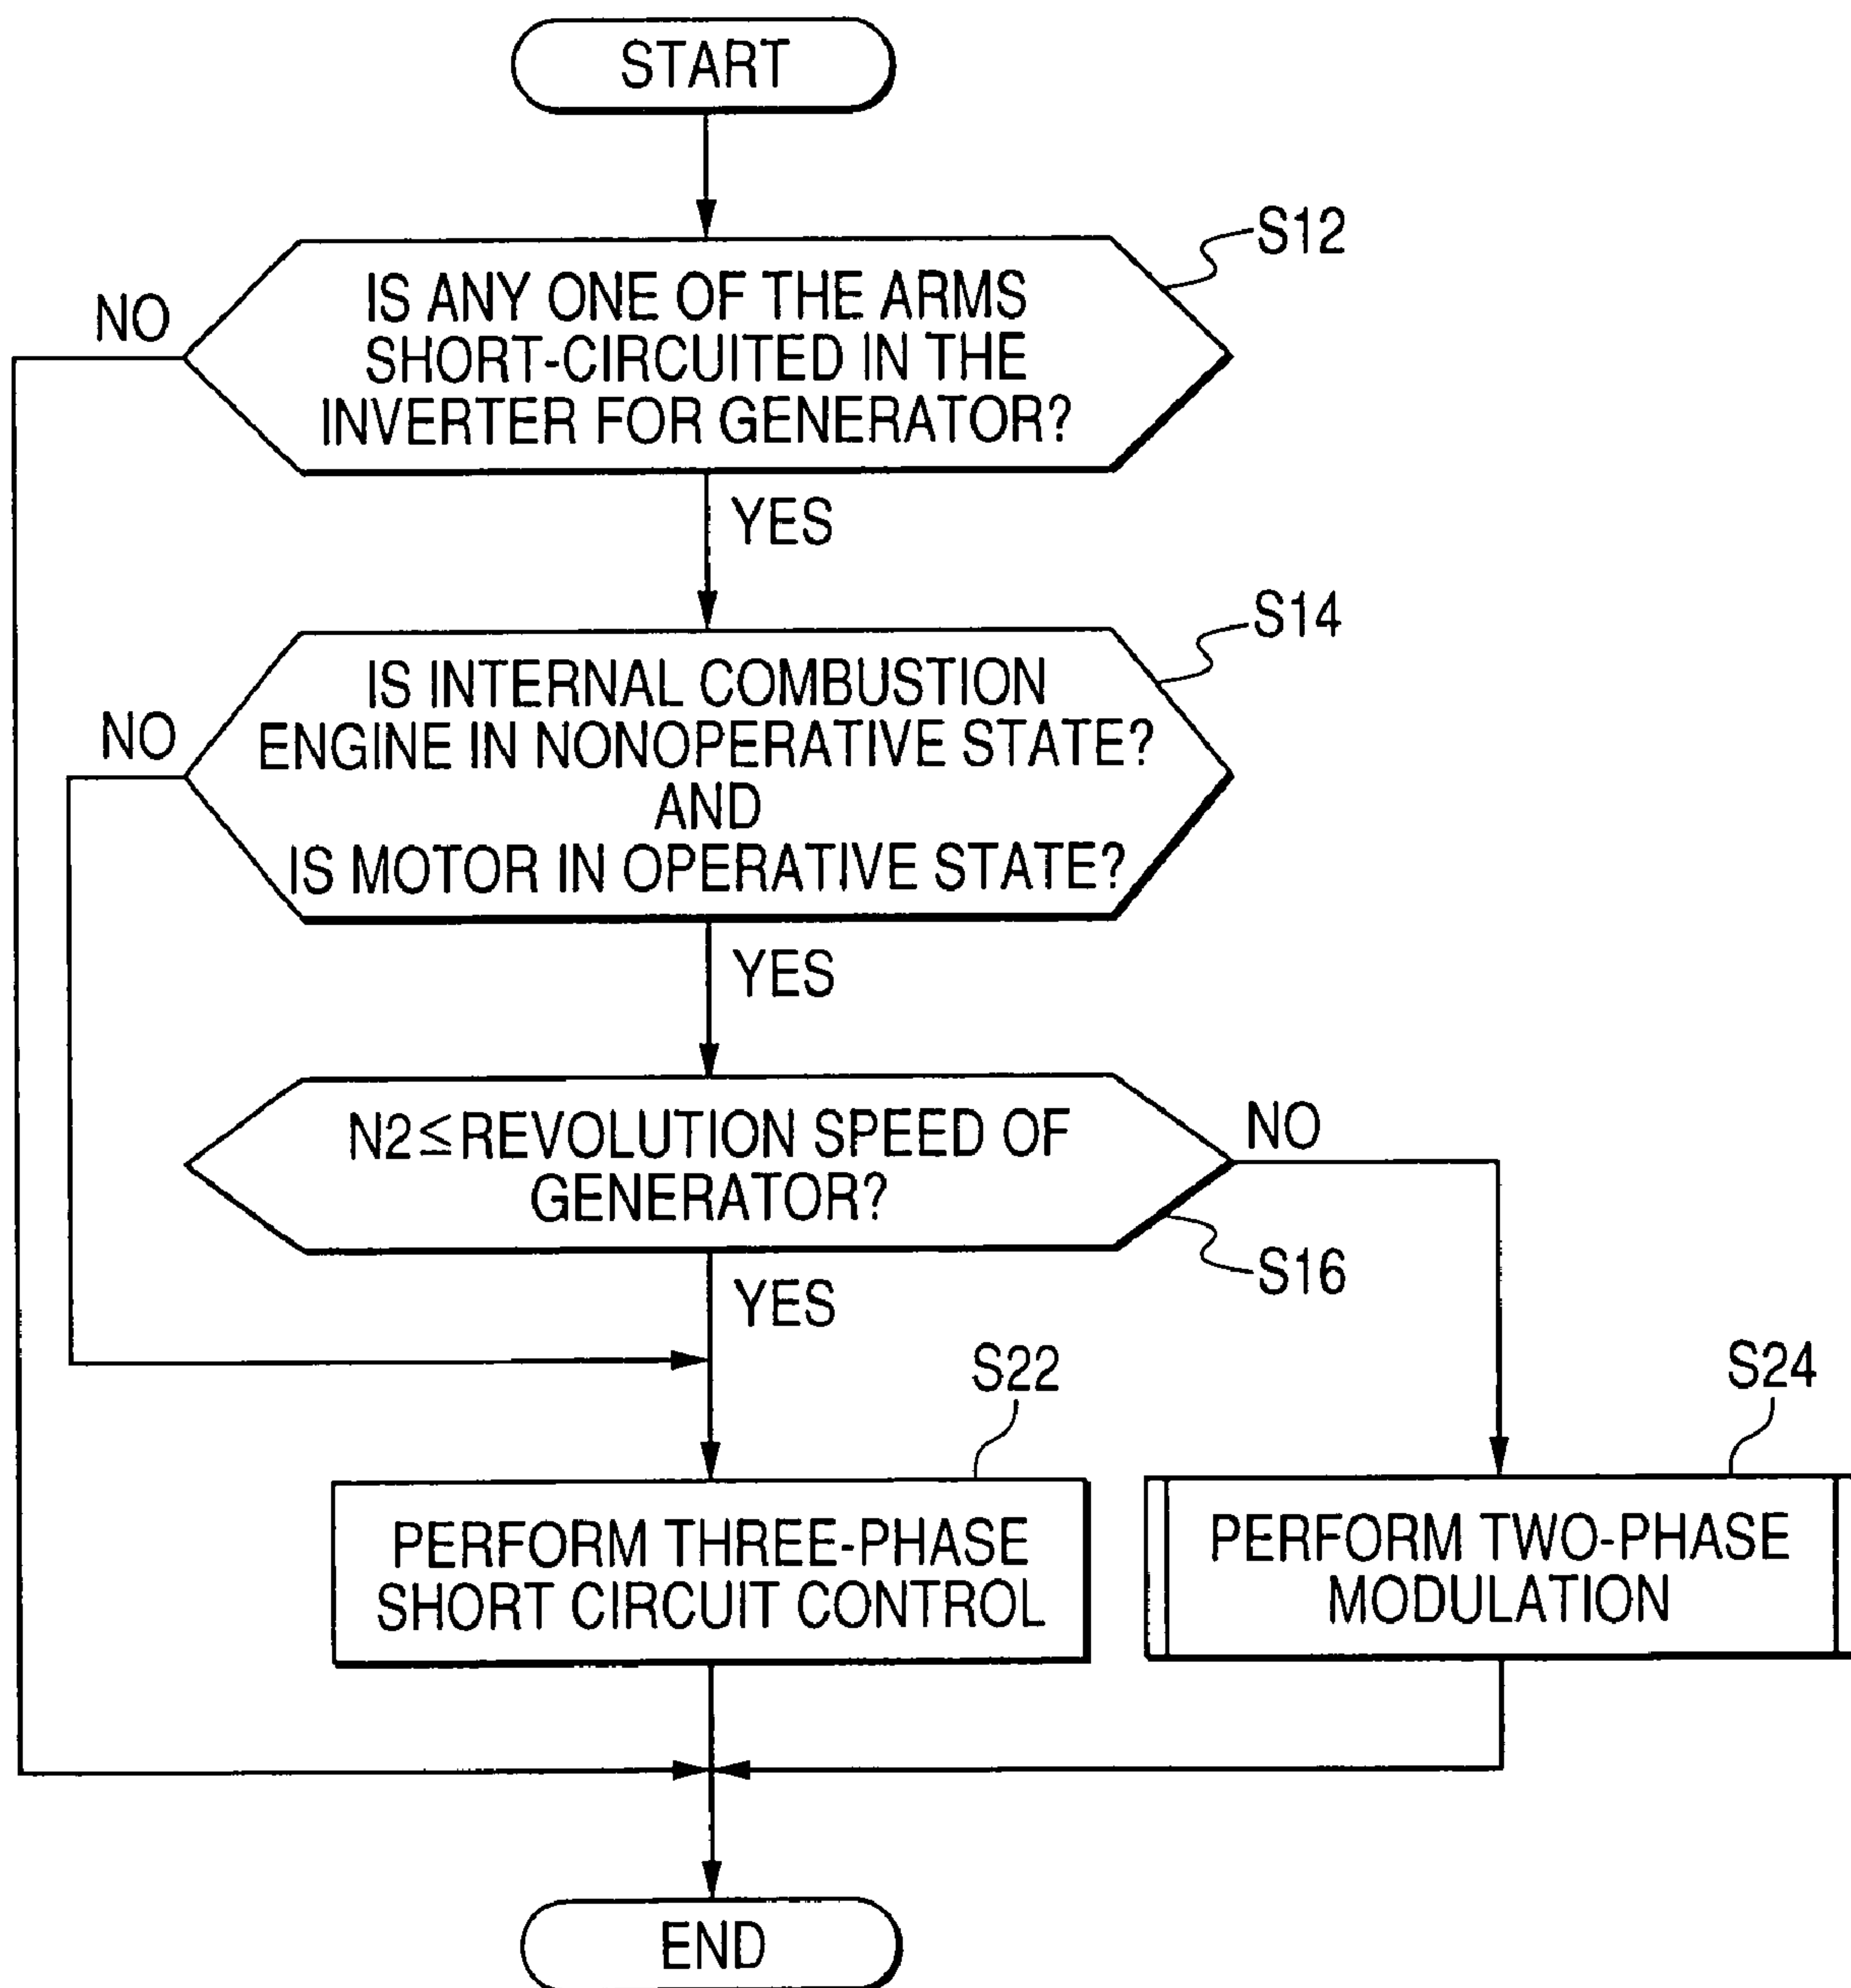 START
S12
IS ANY ONE OF THE ARMS
SHORT-CIRCUITED IN THE
INVERTER FOR GENERATOR?
NO
YES
S14
IS INTERNAL COMBUSTION
ENGINE IN NONOPERATIVE STATE?
AND
IS MOTOR IN OPERATIVE STATE?
NO
YES
N2≤REVOLUTION SPEED OF
GENERATOR?
NO
S16
YES
S22
S24
PERFORM THREE-PHASE
SHORT CIRCUIT CONTROL
PERFORM TWO-PHASE
MODULATION
END